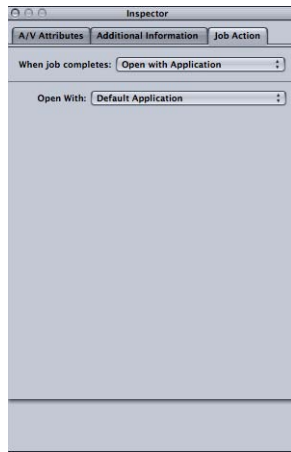 Inspector
A/V Attributes Additional Information Job Action
When job completes: Open with Application
Open With: Default Application